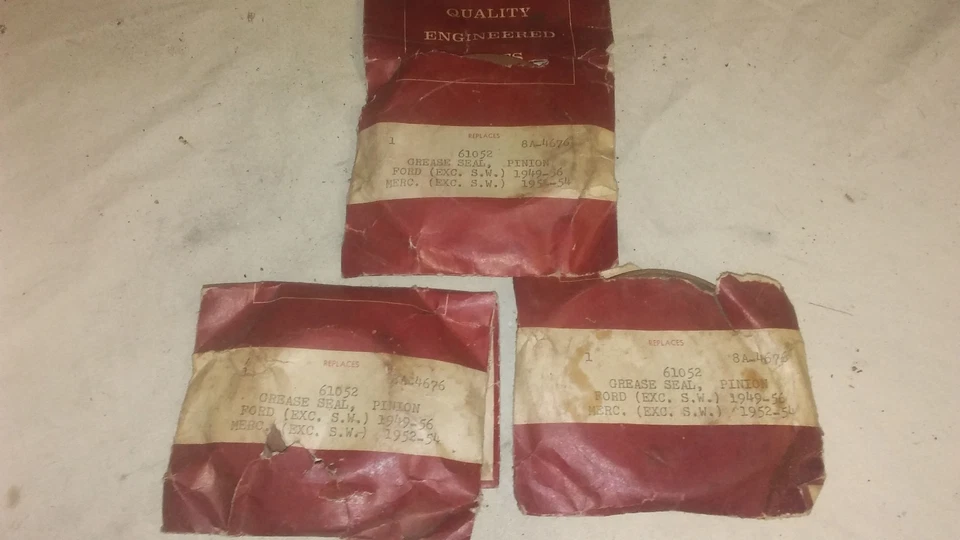 QUALITY
ENGINEERED
REPLACES
1 8A-4676
61052
GREASE SEAL, PINION
FORD (EXC. S.W.) 1949-56
MERC. (EXC. S.W.) 1952-54
REPLACES
1 8A-4676
61052
GREASE SEAL, PINION
FORD (EXC. S.W.) 1949-56
MERC. (EXC. S.W.) 1952-54
REPLACES
1 8A-4676
61052
GREASE SEAL, PINION
FORD (EXC. S.W.) 1949-56
MERC. (EXC. S.W.) 1952-54